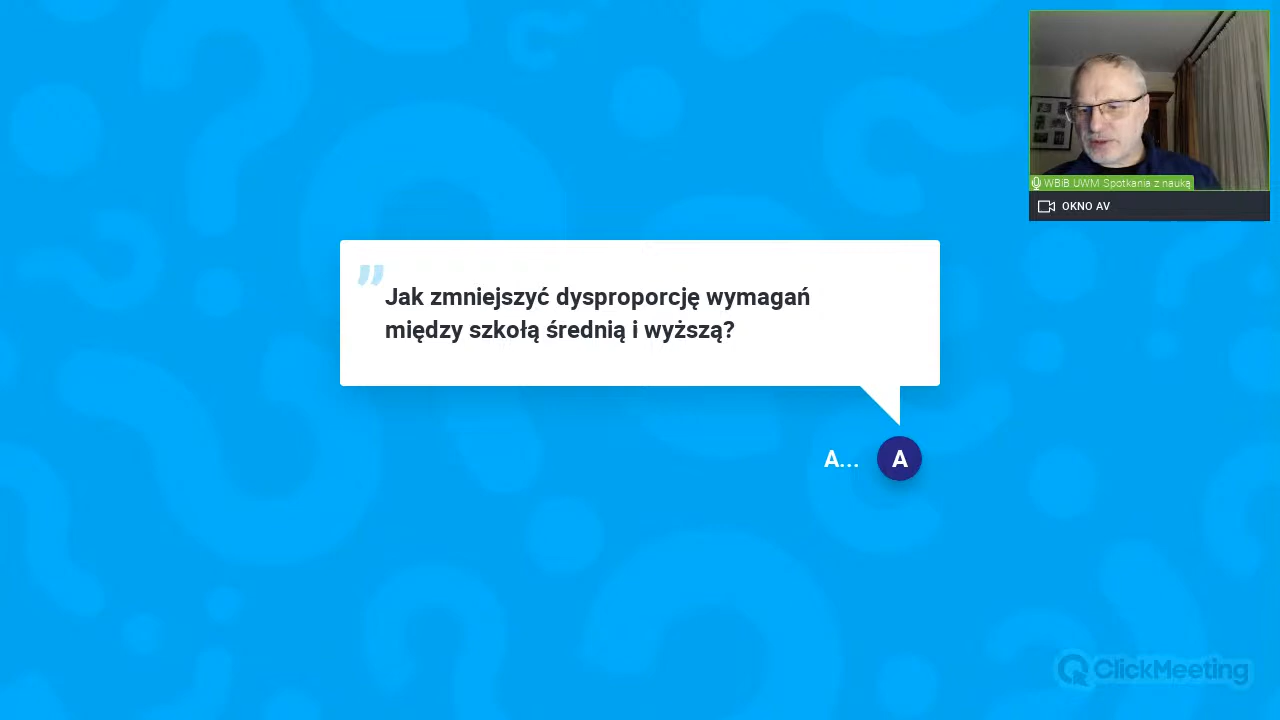 WBiB UWM Spotkania z nauką
OKNO AV
Jak zmniejszyć dysproporcję wymagań
między szkołą średnią i wyższą?
A... A
ClickMeeting